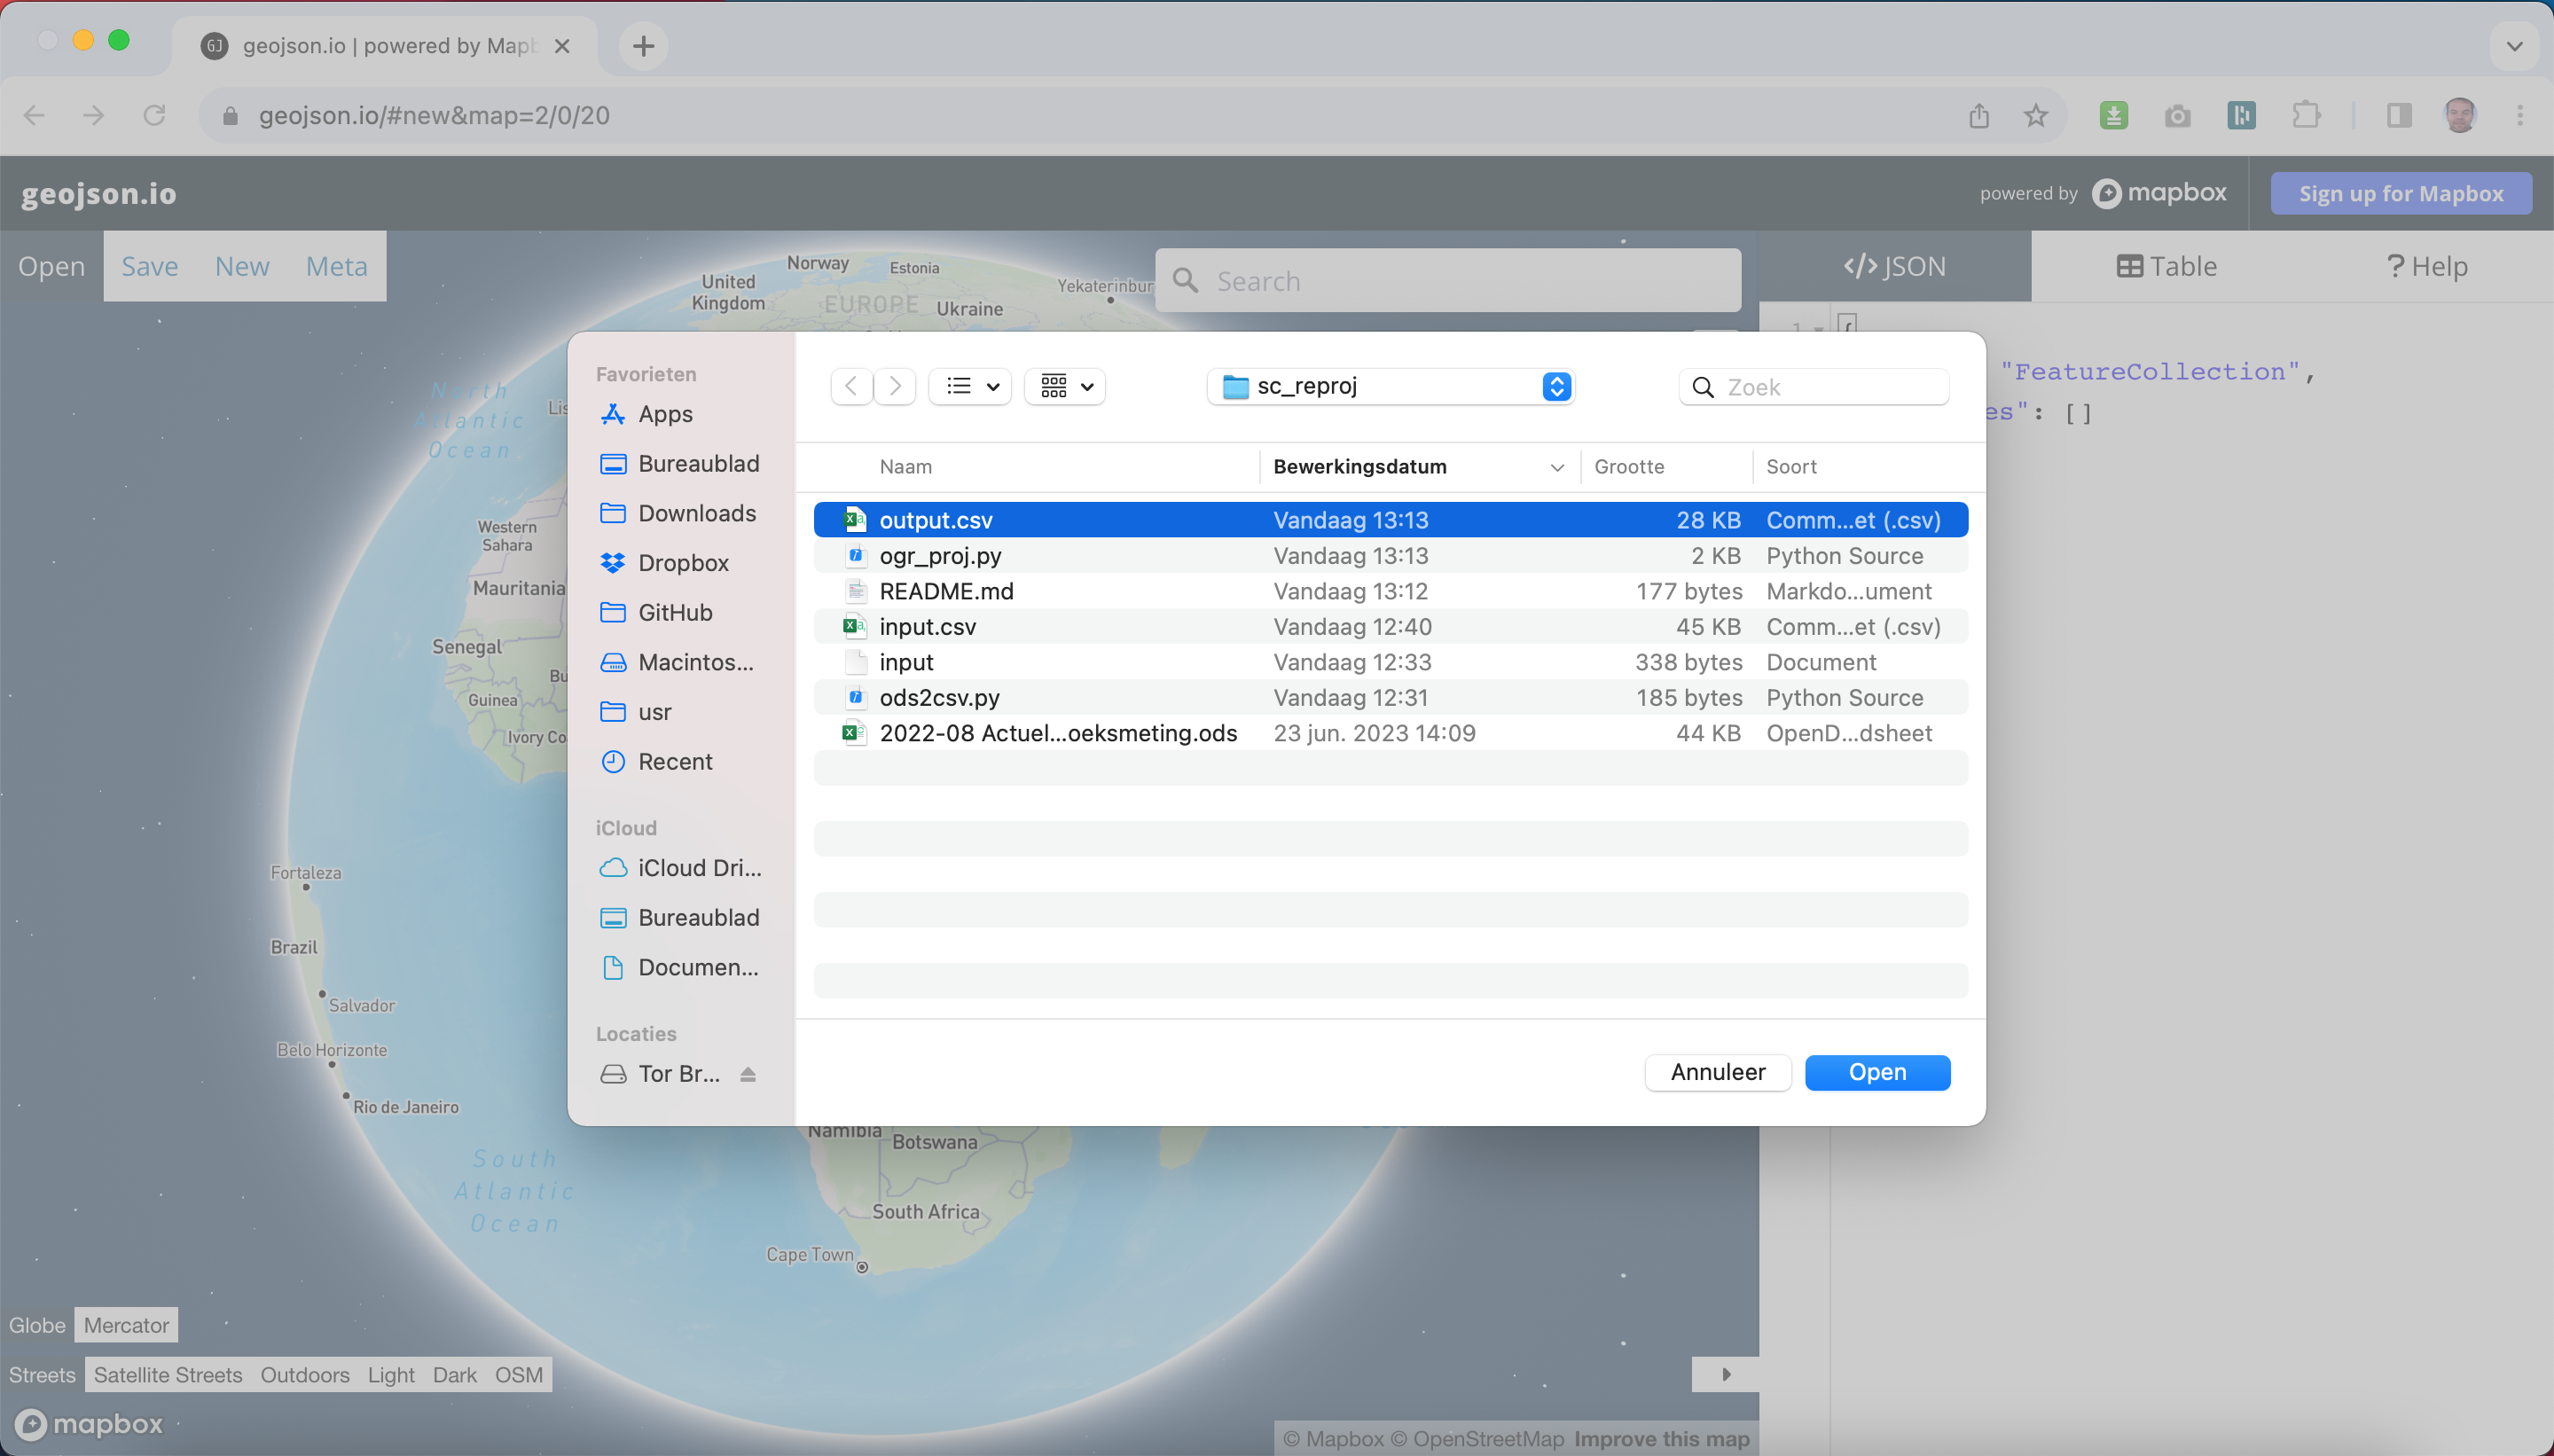 geojson.io | powered by Mapb
geojson.io/#new&map=2/0/20
geojson.io
powered by mapbox
Sign up for Mapbox
Open
Save
New
Meta
Search
</> JSON
Table
? Help
1
{
"FeatureCollection",
es": []
Norway
Estonia
United
Kingdom
EUROPE
Ukraine
Yekaterinbur
North
Atlantic
Ocean
Lis
Western
Sahara
Mauritania
Senegal
Bu
Guinea
Ivory Co
Fortaleza
Brazil
Salvador
Belo Horizonte
Rio de Janeiro
South
Atlantic
Ocean
Namibia
Botswana
South Africa
Cape Town
Favorieten
Apps
Bureaublad
Downloads
Dropbox
GitHub
Macintos...
usr
Recent
iCloud
iCloud Dri...
Bureaublad
Documen...
Locaties
Tor Br...
sc_reproj
Zoek
Naam Bewerkingsdatum Grootte Soort
output.csv Vandaag 13:13 28 KB Comm...et (.csv)
ogr_proj.py Vandaag 13:13 2 KB Python Source
README.md Vandaag 13:12 177 bytes Markdo...ument
input.csv Vandaag 12:40 45 KB Comm...et (.csv)
input Vandaag 12:33 338 bytes Document
ods2csv.py Vandaag 12:31 185 bytes Python Source
2022-08 Actuel...oeksmeting.ods 23 jun. 2023 14:09 44 KB OpenD...dsheet
Annuleer
Open
Globe Mercator
Streets Satellite Streets Outdoors Light Dark OSM
mapbox
© Mapbox © OpenStreetMap Improve this map